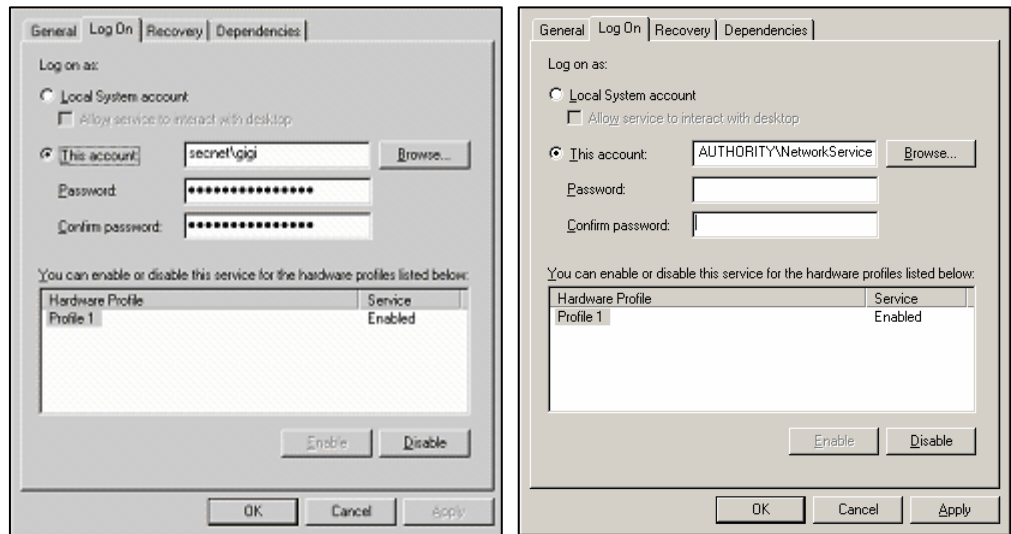 General Log On Recovery Dependencies
Log on as:
Local System account
Allow service to interact with desktop
This account: secnet\gigi Browse...
Password: ●●●●●●●●●●●●●●●
Confirm password: ●●●●●●●●●●●●●●●
You can enable or disable this service for the hardware profiles listed below:
Hardware Profile Service
Profile 1 Enabled
Enable Disable
OK Cancel Apply
General Log On Recovery Dependencies
Log on as:
Local System account
Allow service to interact with desktop
This account: AUTHORITY\NetworkService Browse...
Password:
Confirm password:
You can enable or disable this service for the hardware profiles listed below:
Hardware Profile Service
Profile 1 Enabled
Enable Disable
OK Cancel Apply